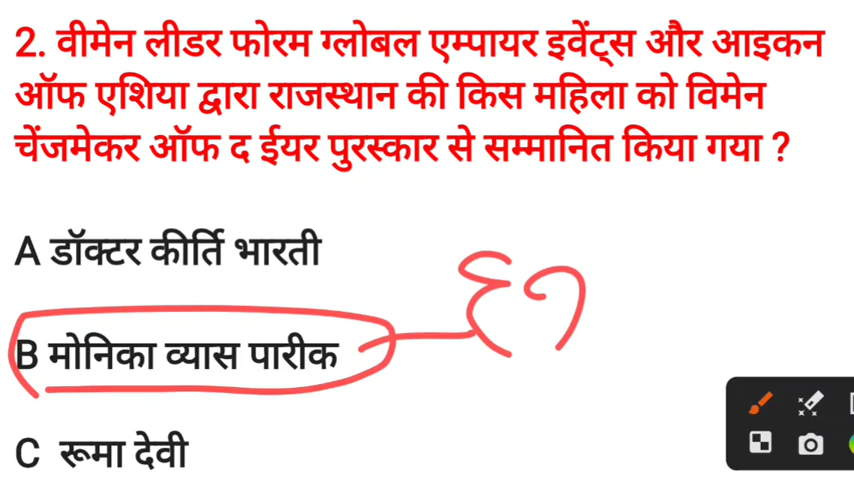 2. वीमेन लीडर फोरम ग्लोबल एम्पायर इवेंट्स और आइकन
ऑफ एशिया द्वारा राजस्थान की किस महिला को विमेन
चेंजमेकर ऑफ द ईयर पुरस्कार से सम्मानित किया गया ?
A डॉक्टर कीर्ति भारती
B मोनिका व्यास पारीक
C रूमा देवी